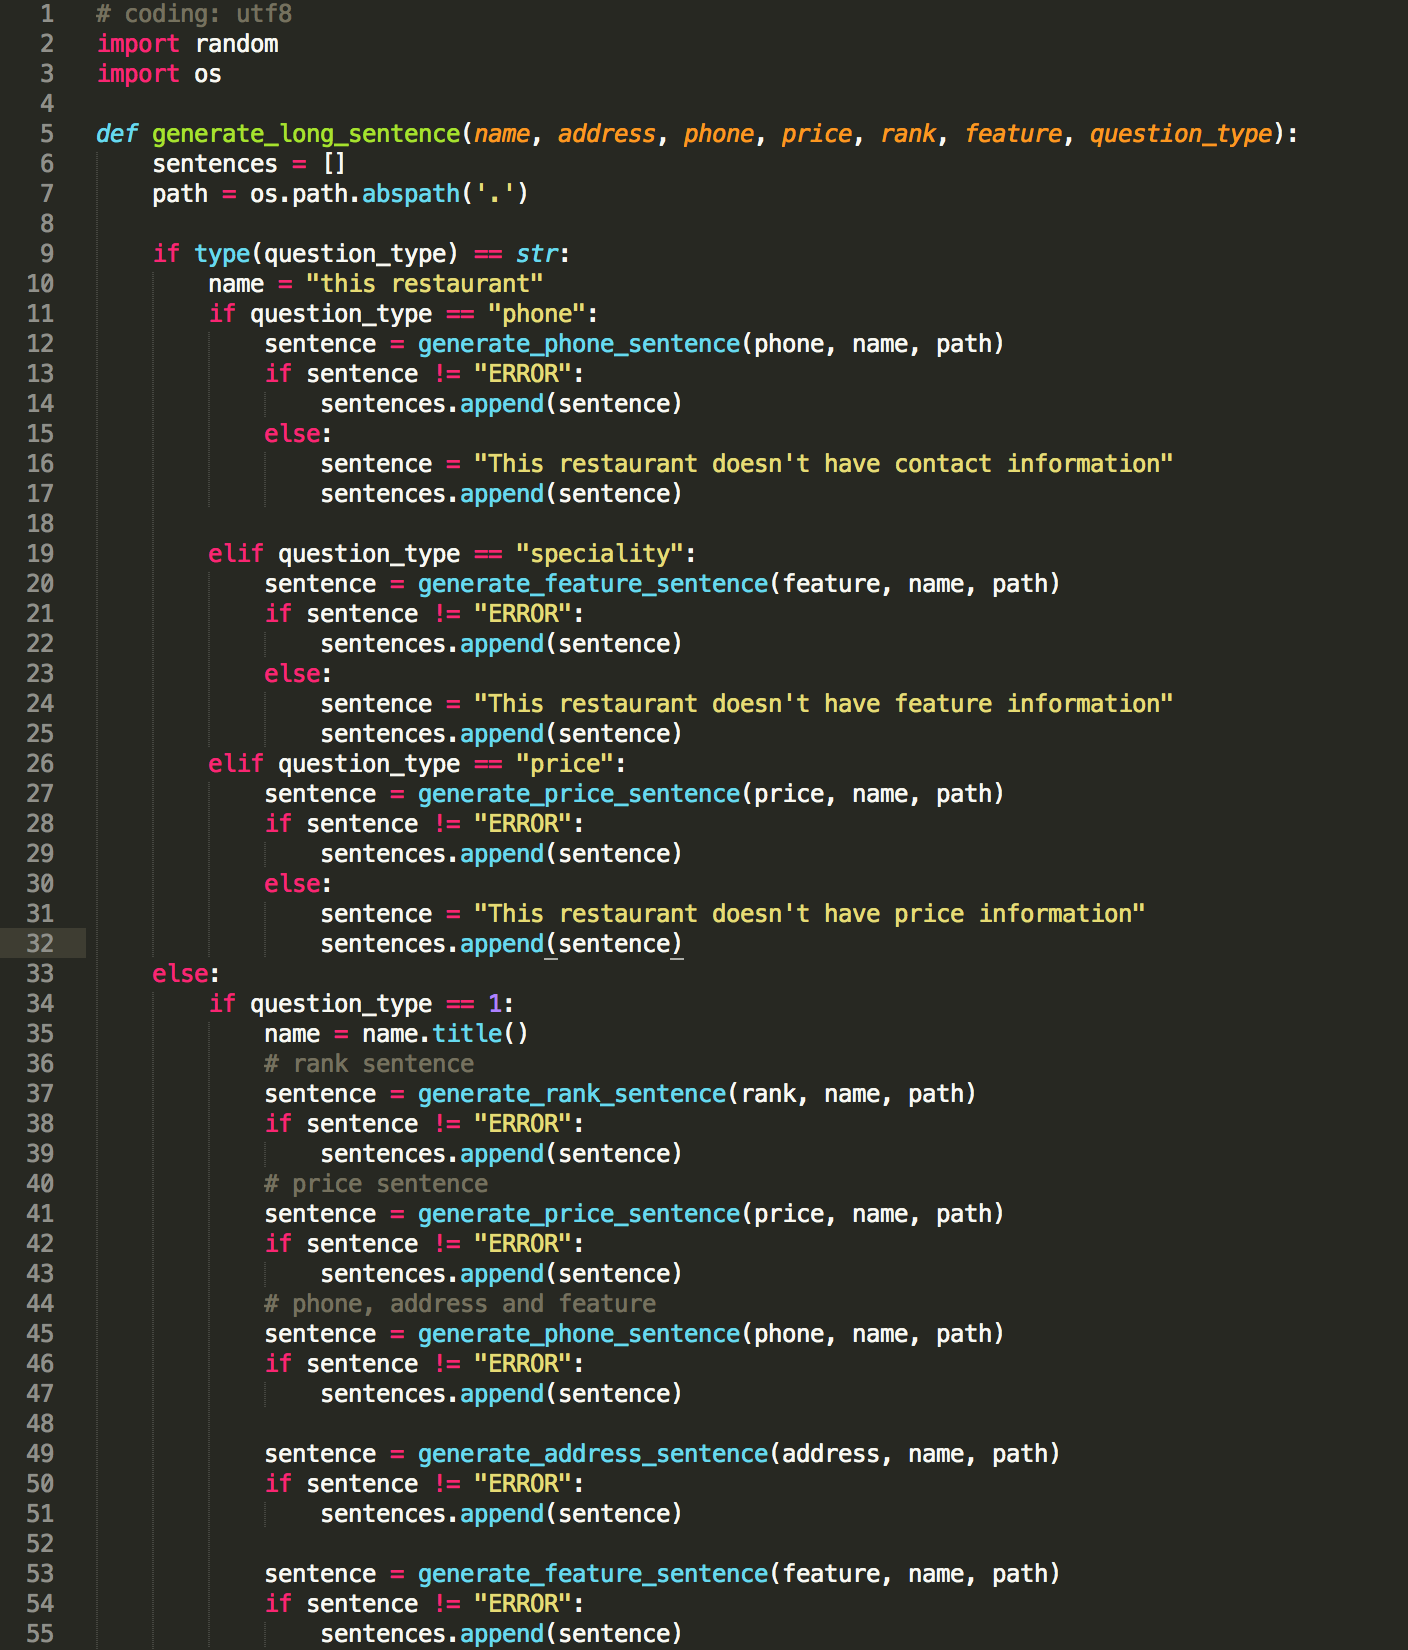 1 # coding: utf8
2 import random
3 import os
4
5 def generate_long_sentence(name, address, phone, price, rank, feature, question_type):
6     sentences = []
7     path = os.path.abspath('.')
8
9     if type(question_type) == str:
10         name = "this restaurant"
11         if question_type == "phone":
12             sentence = generate_phone_sentence(phone, name, path)
13             if sentence != "ERROR":
14                 sentences.append(sentence)
15             else:
16                 sentence = "This restaurant doesn't have contact information"
17                 sentences.append(sentence)
18
19         elif question_type == "speciality":
20             sentence = generate_feature_sentence(feature, name, path)
21             if sentence != "ERROR":
22                 sentences.append(sentence)
23             else:
24                 sentence = "This restaurant doesn't have feature information"
25                 sentences.append(sentence)
26         elif question_type == "price":
27             sentence = generate_price_sentence(price, name, path)
28             if sentence != "ERROR":
29                 sentences.append(sentence)
30             else:
31                 sentence = "This restaurant doesn't have price information"
32                 sentences.append(sentence)
33     else:
34         if question_type == 1:
35             name = name.title()
36             # rank sentence
37             sentence = generate_rank_sentence(rank, name, path)
38             if sentence != "ERROR":
39                 sentences.append(sentence)
40             # price sentence
41             sentence = generate_price_sentence(price, name, path)
42             if sentence != "ERROR":
43                 sentences.append(sentence)
44             # phone, address and feature
45             sentence = generate_phone_sentence(phone, name, path)
46             if sentence != "ERROR":
47                 sentences.append(sentence)
48
49             sentence = generate_address_sentence(address, name, path)
50             if sentence != "ERROR":
51                 sentences.append(sentence)
52
53             sentence = generate_feature_sentence(feature, name, path)
54             if sentence != "ERROR":
55                 sentences.append(sentence)